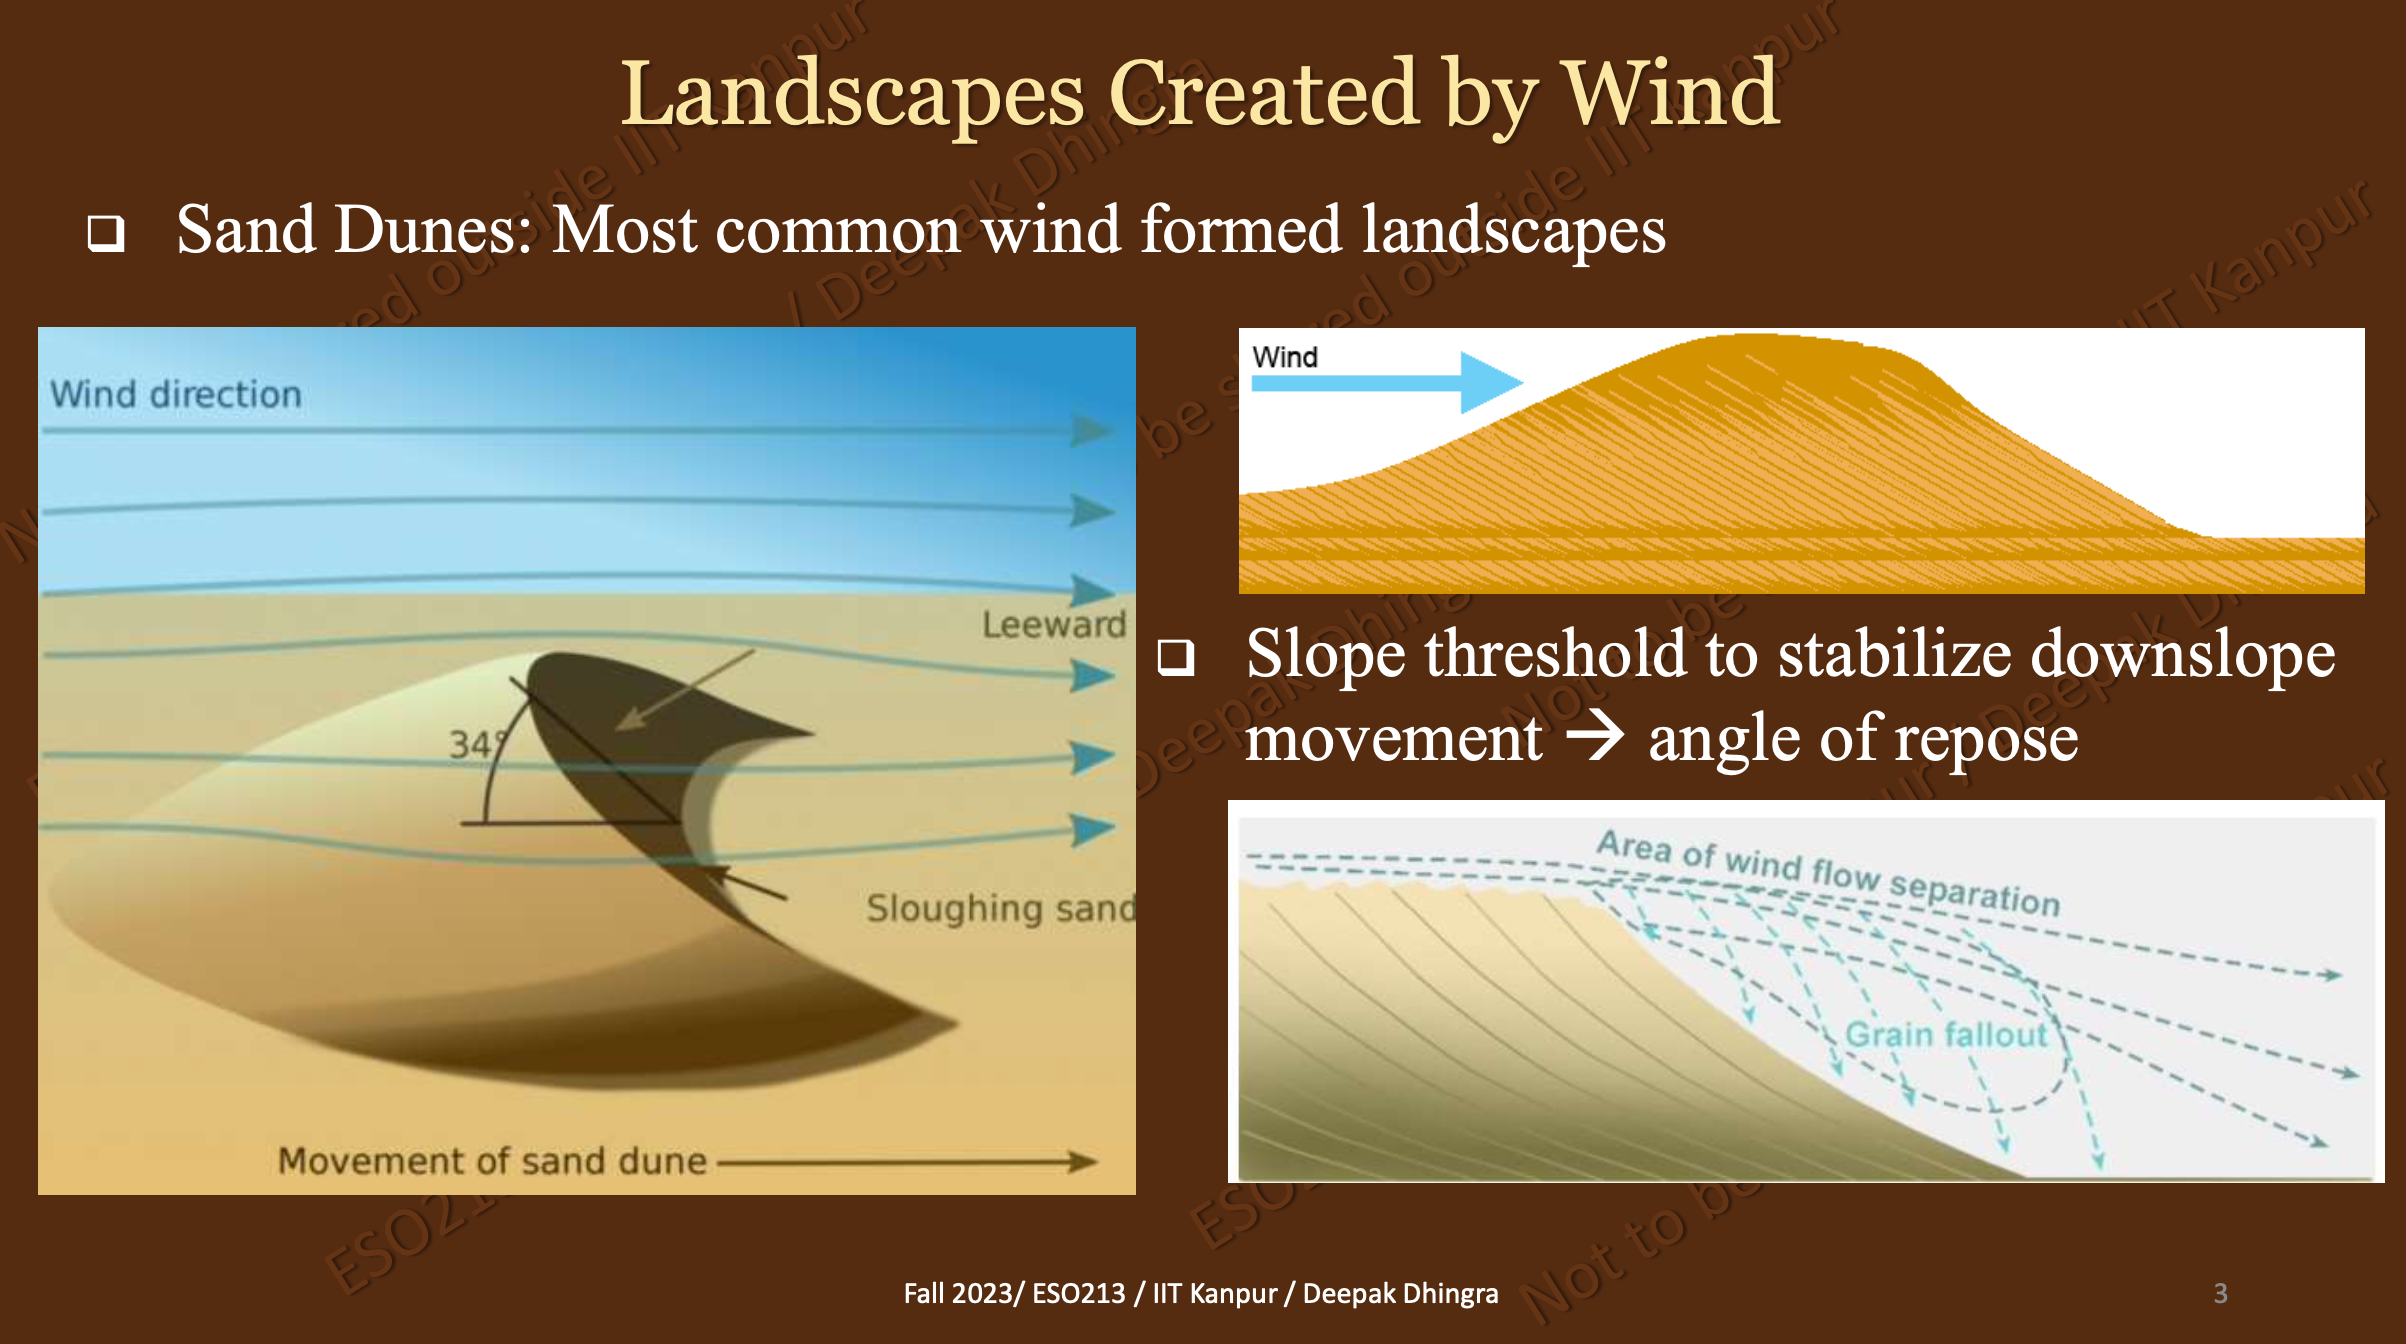 Landscapes Created by Wind
❑ Sand Dunes: Most common wind formed landscapes
Wind direction
Leeward
34°
Sloughing sand
Movement of sand dune
Wind
❑ Slope threshold to stabilize downslope
movement → angle of repose
Area of wind flow separation
Grain fallout
Fall 2023/ ESO213 / IIT Kanpur / Deepak Dhingra
3